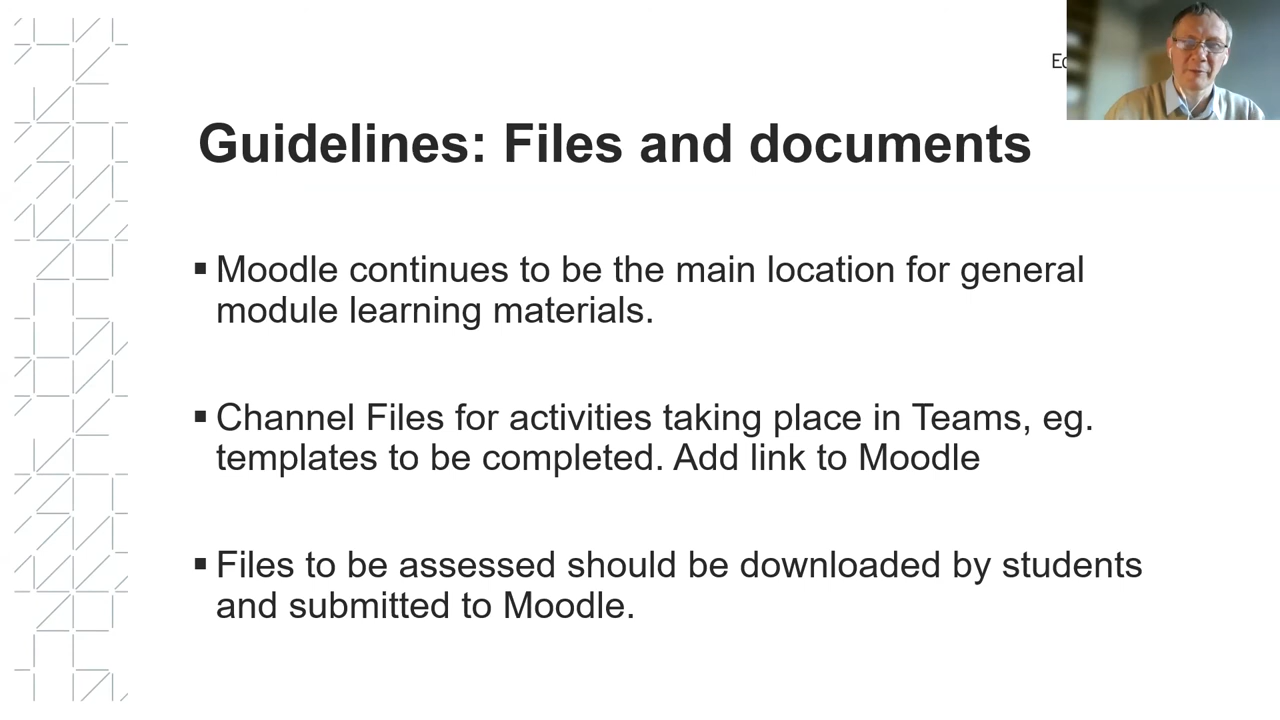 Guidelines: Files and documents
▪ Moodle continues to be the main location for general
module learning materials.
▪ Channel Files for activities taking place in Teams, eg.
templates to be completed. Add link to Moodle
▪ Files to be assessed should be downloaded by students
and submitted to Moodle.